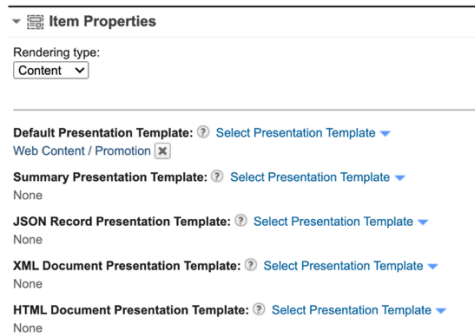 Item Properties
Rendering type:
Content
Default Presentation Template: ? Select Presentation Template
Web Content / Promotion x
Summary Presentation Template: ? Select Presentation Template
None
JSON Record Presentation Template: ? Select Presentation Template
None
XML Document Presentation Template: ? Select Presentation Template
None
HTML Document Presentation Template: ? Select Presentation Template
None